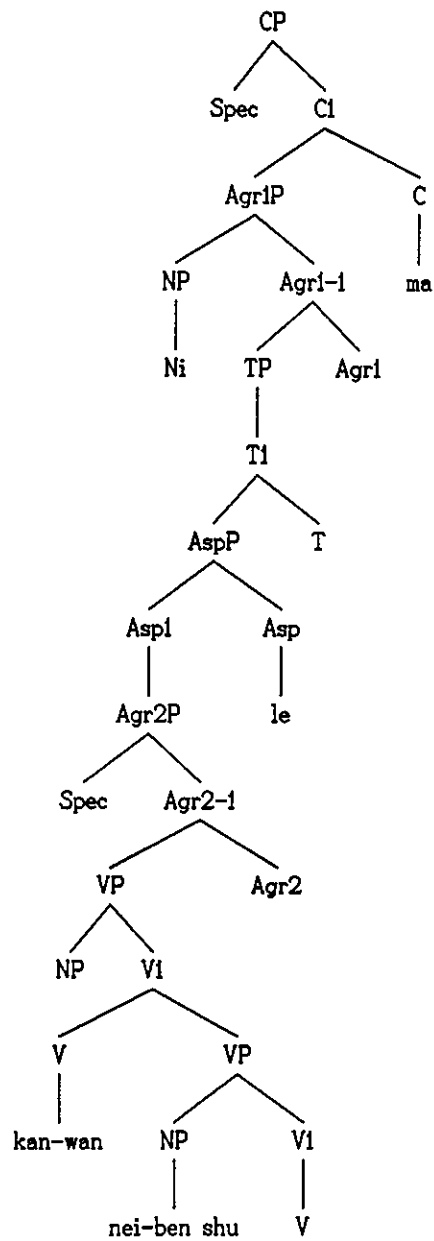 CP
Spec C1
Agr1P C
NP Agr1-1 ma
Ni TP Agr1
T1
AspP T
Asp1 Asp
Agr2P le
Spec Agr2-1
VP Agr2
NP V1
V VP
kan-wan NP V1
nei-ben shu V